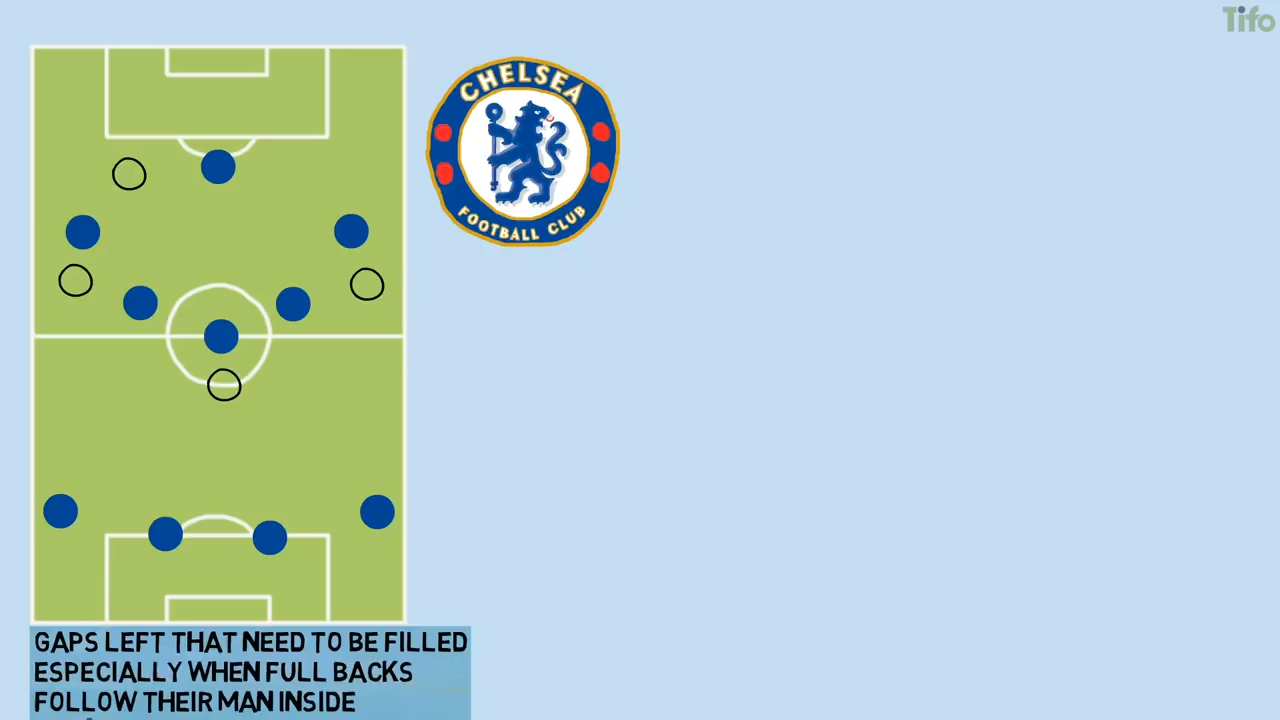 Tifo
CHELSEA
FOOTBALL CLUB
GAPS LEFT THAT NEED TO BE FILLED
ESPECIALLY WHEN FULL BACKS
FOLLOW THEIR MAN INSIDE